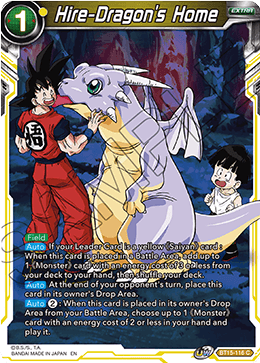 1
Hire-Dragon's Home
EXTRA
Field
Auto If your Leader Card is a yellow 《Saiyan》 card :
When this card is placed in a Battle Area, add up to
1 《Monster》 card with an energy cost of 3 or less from
your deck to your hand, then shuffle your deck.
Auto At the end of your opponent's turn, place this
card in its owner's Drop Area.
Auto 2 : When this card is placed in its owner's Drop
Area from your Battle Area, choose up to 1 《Monster》
card with an energy cost of 2 or less in your hand and
play it.
©B.S./S., T.A.
BANDAI MADE IN JAPAN EN
BT15-116 C